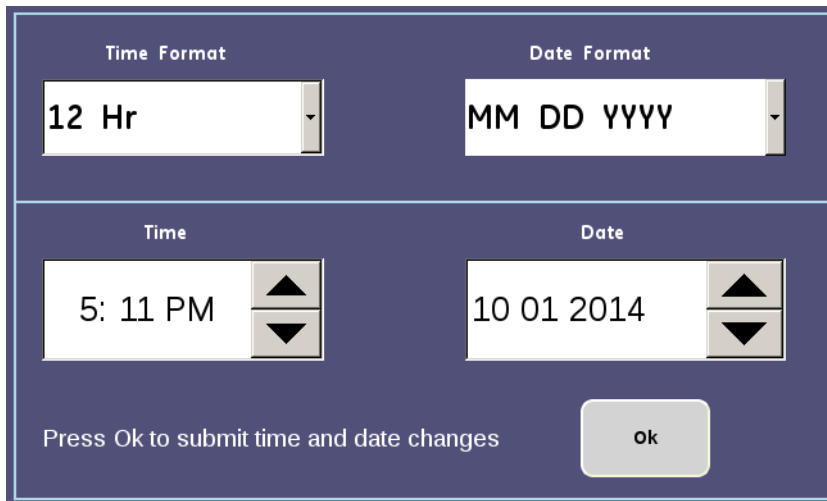 Time Format
Date Format
12 Hr
MM DD YYYY
Time
Date
5: 11 PM
10 01 2014
Press Ok to submit time and date changes
Ok